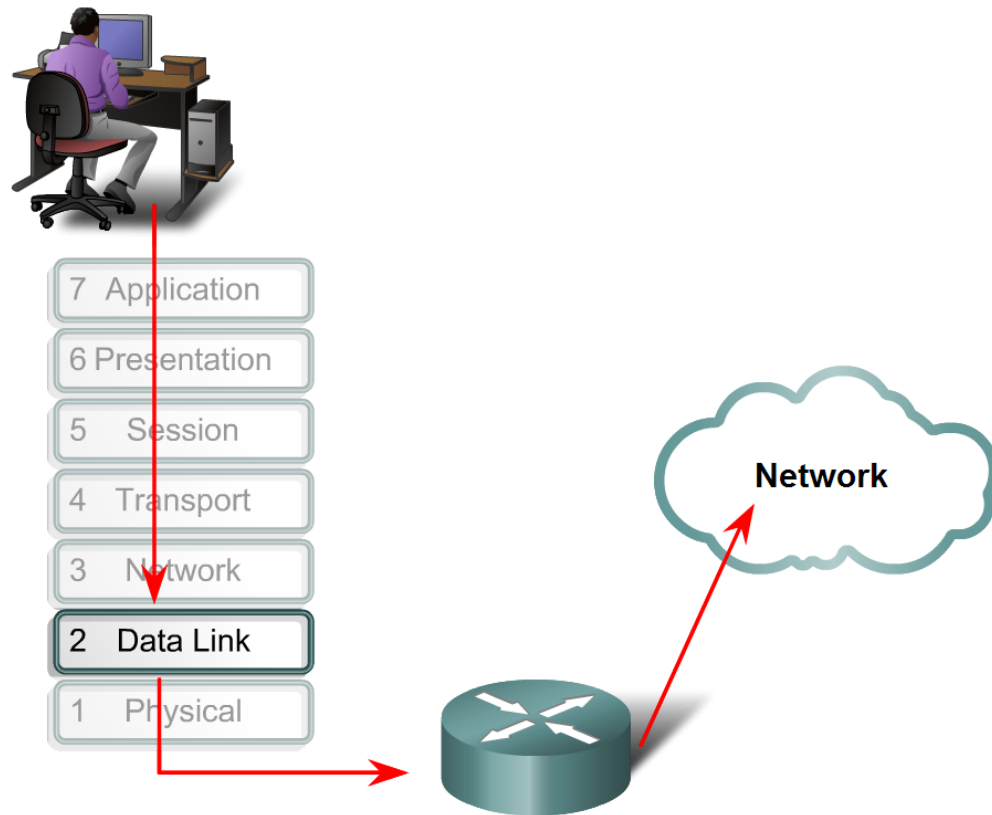 7 Application
6 Presentation
5 Session
4 Transport
3 Network
2 Data Link
1 Physical
Network